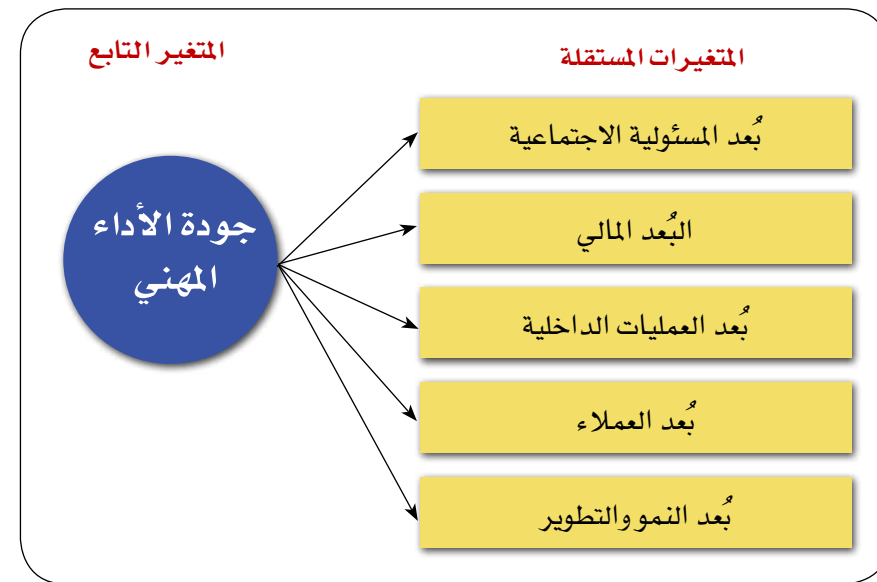 المتغيرات المستقلة
المتغير التابع
بُعد المسئولية الاجتماعية
البُعد المالي
بُعد العمليات الداخلية
بُعد العملاء
بُعد النمو والتطوير
جودة الأداء
المهني